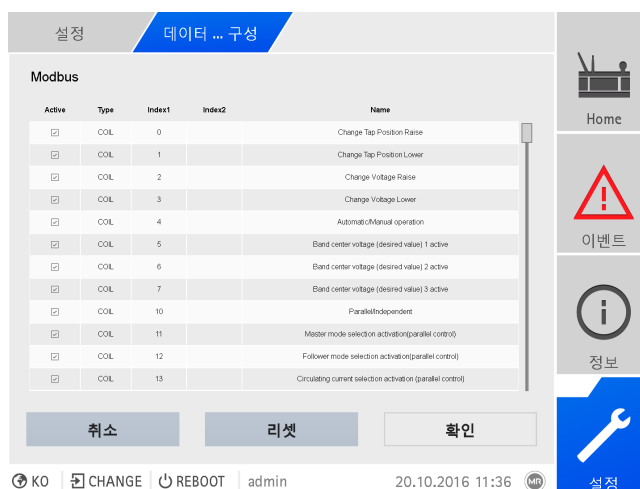 설정 데이터 ... 구성
Modbus
Active Type Index1 Index2 Name
COIL 0 Change Tap Position Raise
COIL 1 Change Tap Position Lower
COIL 2 Change Voltage Raise
COIL 3 Change Voltage Lower
COIL 4 Automatic/Manual operation
COIL 5 Band center voltage (desired value) 1 active
COIL 6 Band center voltage (desired value) 2 active
COIL 7 Band center voltage (desired value) 3 active
COIL 10 Parallel/Independent
COIL 11 Master mode selection activation(parallel control)
COIL 12 Follower mode selection activation(parallel control)
COIL 13 Circulating current selection activation (parallel control)
취소 리셋 확인
KO CHANGE REBOOT admin 20.10.2016 11:36 MR
Home
이벤트
정보
설정